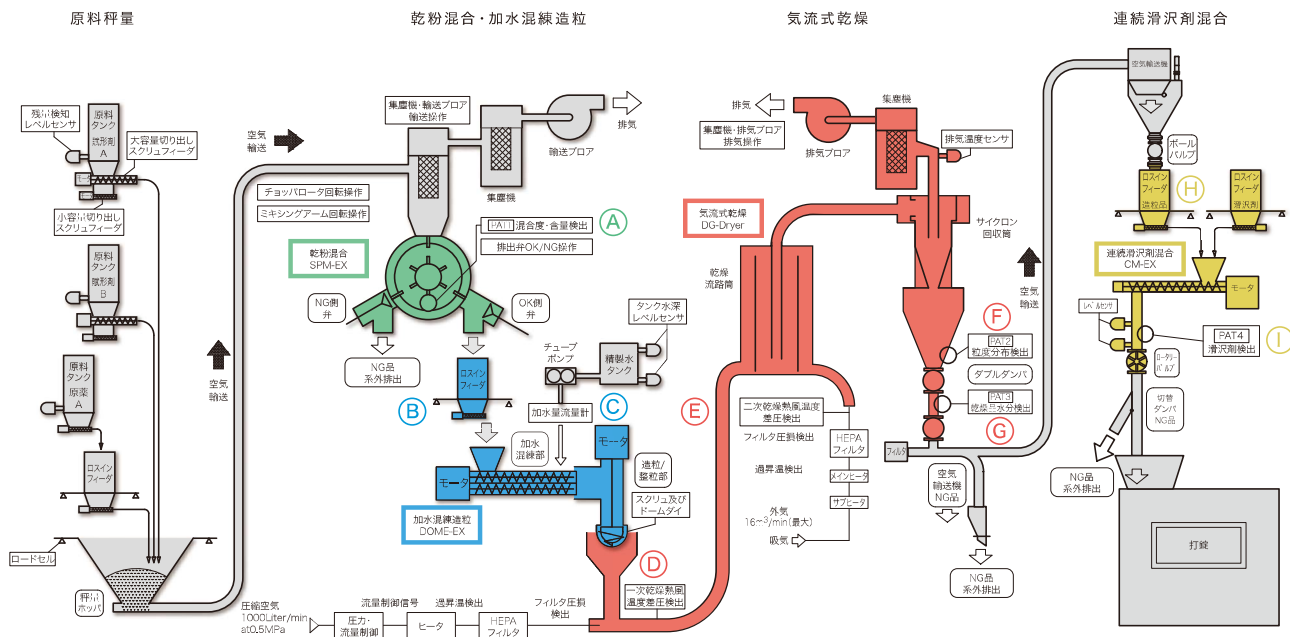 原料秤量
乾粉混合・加水混練造粒
気流式乾燥
連続滑沢剤混合
残量検知
レベルセンサ
原料
タンク
賦形剤
A
大容量切り出し
スクリュフィーダ
モータ
小容量切り出し
スクリュフィーダ
原料
タンク
賦形剤
B
原料
タンク
原薬
A
ロスイン
フィーダ
ロードセル
秤量
ホッパ
空気
輸送
空気
輸送
集塵機・輸送ブロア
輸送操作
集塵機
輸送ブロア
排気
チョッパロータ回転操作
ミキシングアーム回転操作
PAT1 混合度・含量検出
A
排出弁OK/NG操作
乾粉混合
SPM-EX
NG側
弁
OK側
弁
NG品
系外排出
ロスイン
フィーダ
B
チューブ
ポンプ
精製水
タンク
タンク水深
レベルセンサ
加水量流量計
C
モータ
加水
混練部
モータ
造粒/
整粒部
スクリュ及び
ドームダイ
加水混練造粒
DOME-EX
D
圧縮空気
1000Liter/min
at0.5MPa
流量制御信号
過昇温検出
フィルタ圧損
検出
圧力・
流量制御
ヒータ
HEPA
フィルタ
一次乾燥熱風
温度差圧検出
E
排気
集塵機・排気ブロア
排気操作
排気ブロア
集塵機
排気温度センサ
気流式乾燥
DG-Dryer
サイクロン
回収筒
乾燥
流路筒
F
PAT2
粒度分布検出
ダブルダンパ
PAT3
乾燥品水分検出
G
二次乾燥熱風温度
差圧検出
フィルタ圧損検出
HEPA
フィルタ
過昇温検出
メインヒータ
サブヒータ
外気
16m³/min(最大)
吸気
フィルタ
空気
輸送機
NG品
NG品
系外排出
空気
輸送
空気輸送機
ボール
バルブ
ロスイン
フィーダ
造粒品
H
ロスイン
フィーダ
滑沢剤
連続滑沢剤混合
CM-EX
モータ
レベルセンサ
PAT4
滑沢剤検出
I
ロータリー
バルブ
切替
ダンパ
NG品
NG品
系外排出
打錠